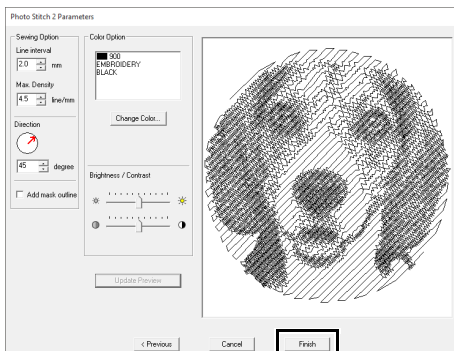 Photo Stitch 2 Parameters
Sewing Option
Line interval
2.0 mm
Max. Density
4.5 line/mm
Direction
45 degree
Add mask outline
Color Option
900
EMBROIDERY
BLACK
Change Color...
Brightness / Contrast
Update Preview
< Previous
Cancel
Finish